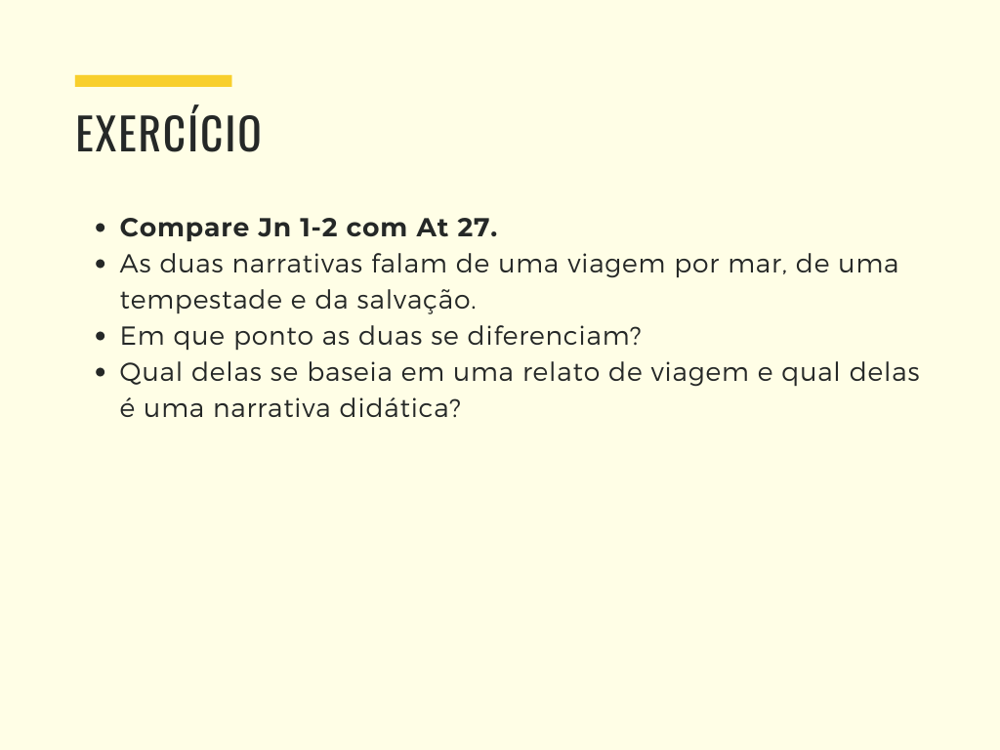 EXERCÍCIO
• Compare Jn 1-2 com At 27.
• As duas narrativas falam de uma viagem por mar, de uma
tempestade e da salvação.
• Em que ponto as duas se diferenciam?
• Qual delas se baseia em uma relato de viagem e qual delas
é uma narrativa didática?